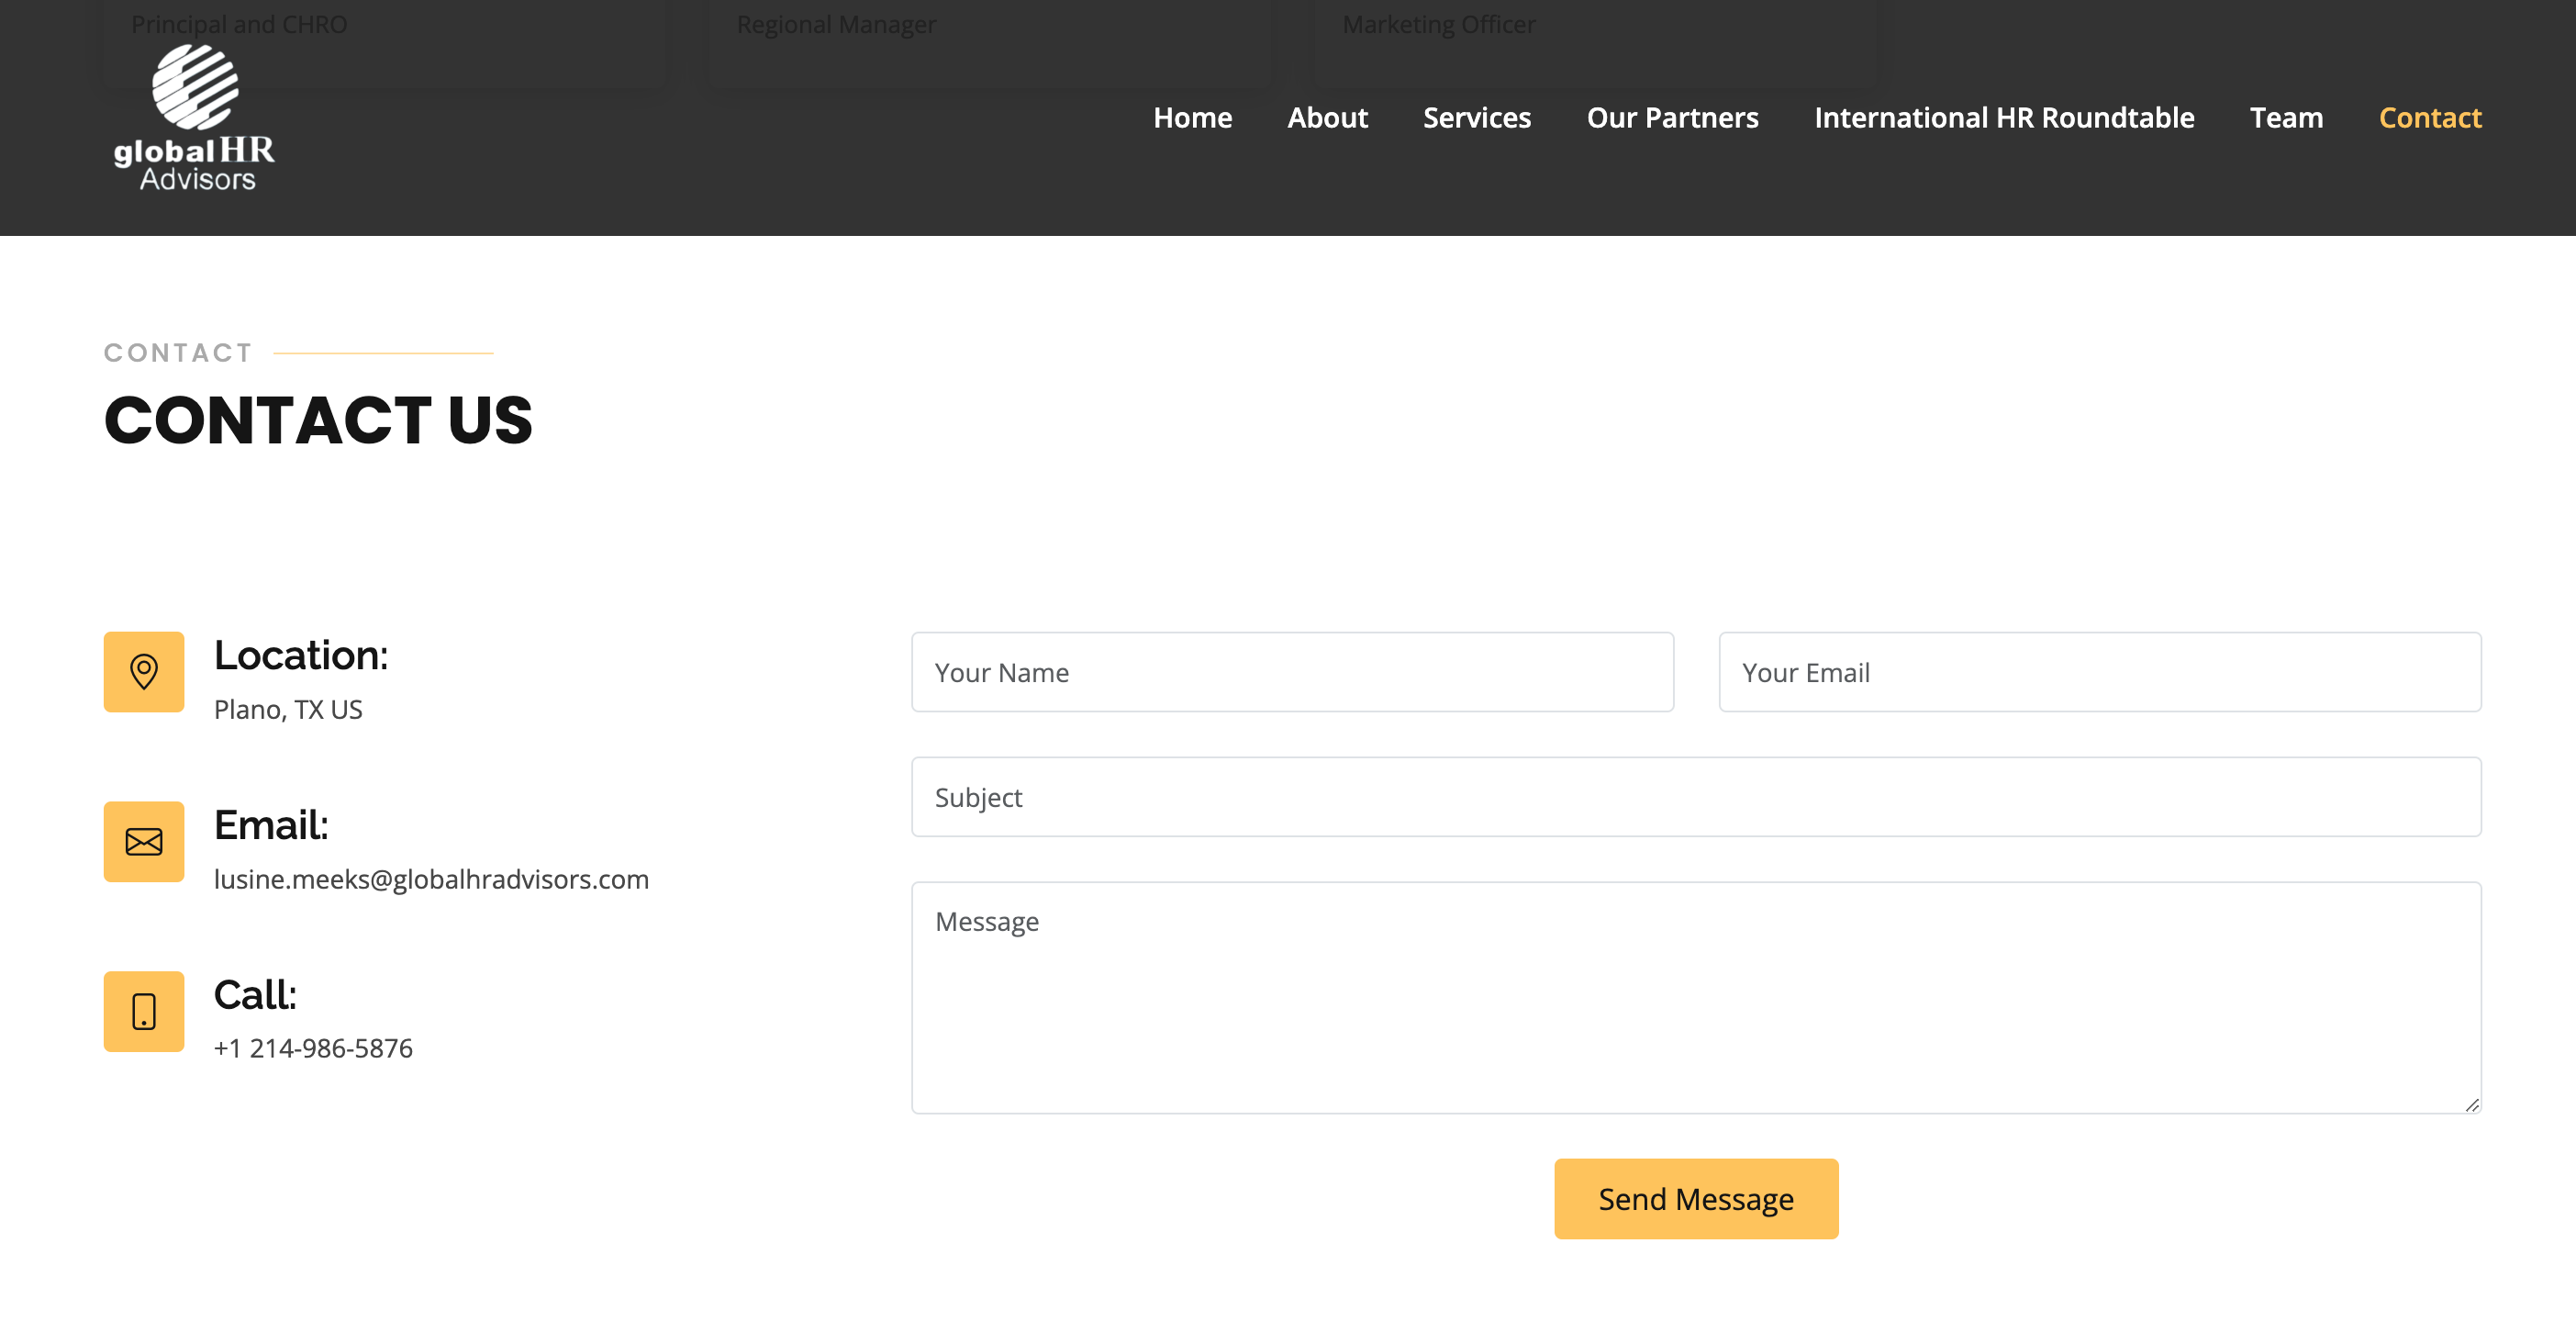 Principal and CHRO
Regional Manager
Marketing Officer
globalHR
Advisors
Home
About
Services
Our Partners
International HR Roundtable
Team
Contact
CONTACT
CONTACT US
Location:
Plano, TX US
Email:
lusine.meeks@globalhradvisors.com
Call:
+1 214-986-5876
Your Name
Your Email
Subject
Message
Send Message